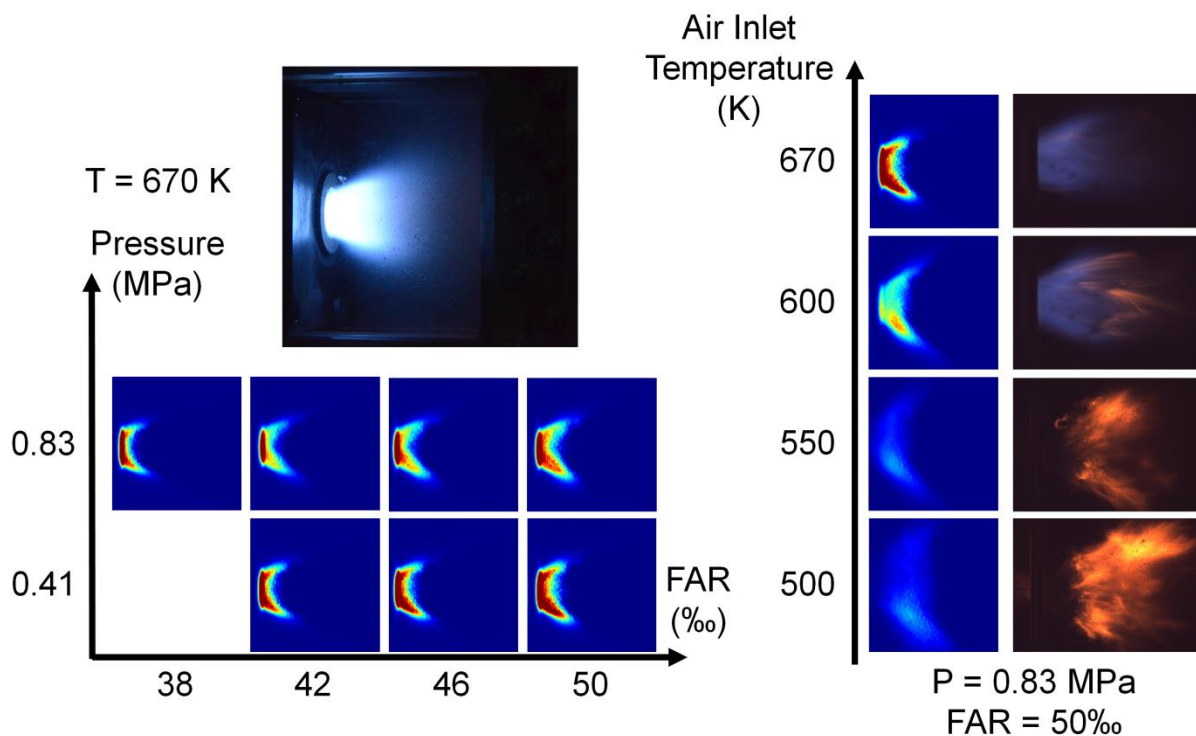 T = 670 K
Pressure
(MPa)
0.83
0.41
38
42
46
50
FAR
(‰)
Air Inlet
Temperature
(K)
670
600
550
500
P = 0.83 MPa
FAR = 50‰